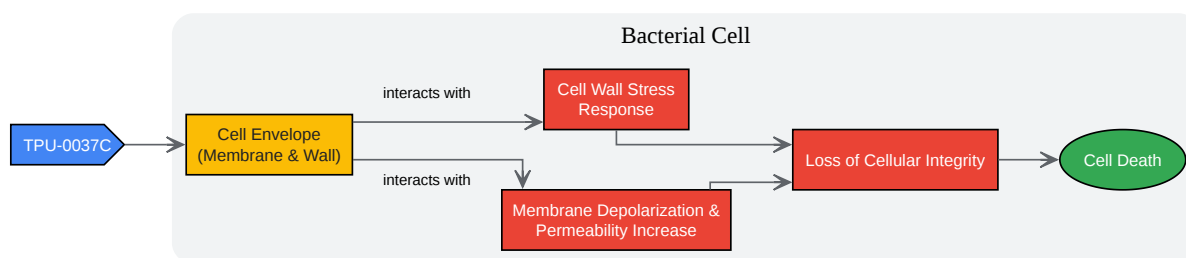 Bacterial Cell
TPU-0037C
Cell Envelope
(Membrane & Wall)
interacts with
interacts with
Cell Wall Stress
Response
Membrane Depolarization &
Permeability Increase
Loss of Cellular Integrity
Cell Death